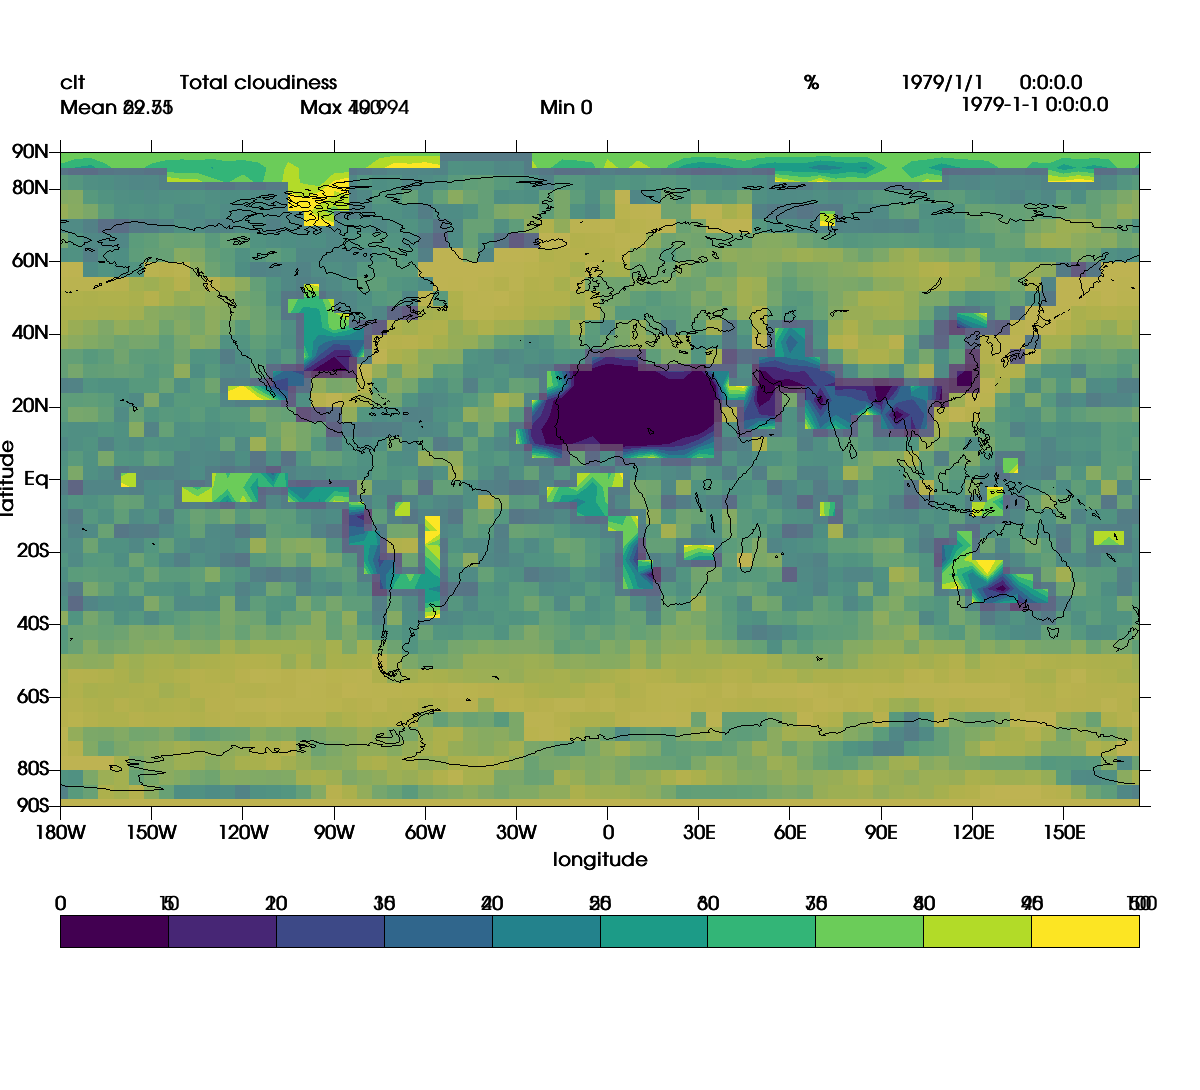 clt Total cloudiness % 1979/1/1 0:0:0.0
Mean Max Min 0 1979-1-1 0:0:0.0
90N
80N
60N
40N
20N
Eq
20S
40S
60S
80S
90S
latitude
180W 150W 120W 90W 60W 30W 0 30E 60E 90E 120E 150E
longitude
0